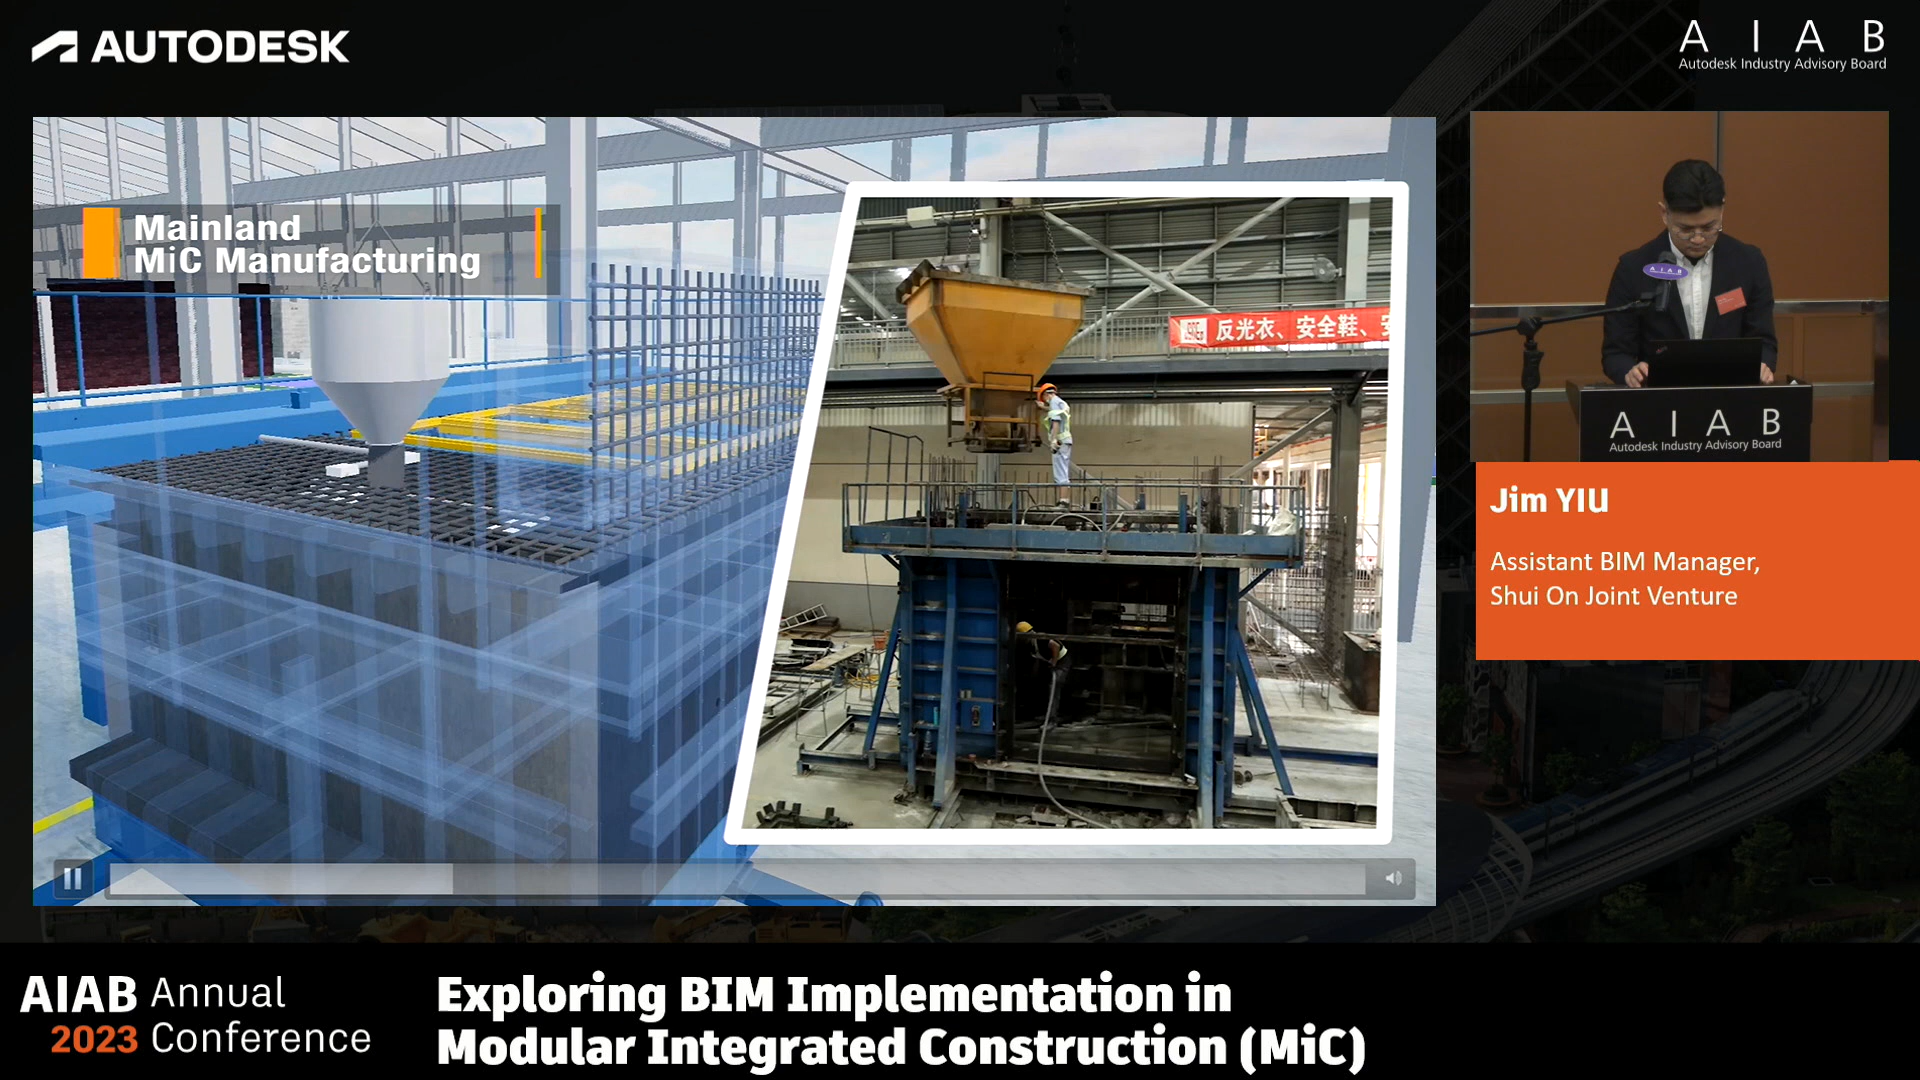 AUTODESK
A I A B
Autodesk Industry Advisory Board
Mainland
MiC Manufacturing
反光衣、安全鞋、
A I A B
A I A B
Autodesk Industry Advisory Board
Jim YIU
Assistant BIM Manager,
Shui On Joint Venture
AIAB Annual
2023 Conference
Exploring BIM Implementation in
Modular Integrated Construction (MiC)